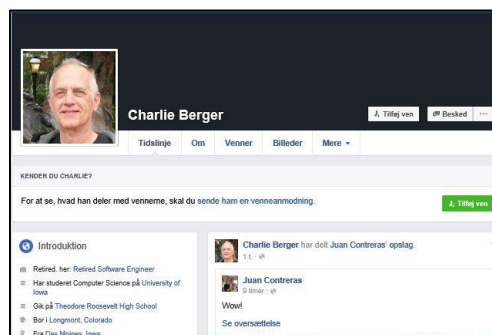 Charlie Berger
Tilføj ven
Besked
Tidslinje Om Venner Billeder Mere
KENDER DU CHARLIE?
For at se, hvad han deler med vennerne, skal du sende ham en venneanmodning.
Tilføj ven
Introduktion
Retired. her: Retired Software Engineer
Har studeret Computer Science på University of
Iowa
Gik på Theodore Roosevelt High School
Bor i Longmont, Colorado
Fra Des Moines, Iowa
Charlie Berger har delt Juan Contreras' opslag.
1 t. ·
Juan Contreras
9 timer ·
Wow!
Se oversættelse